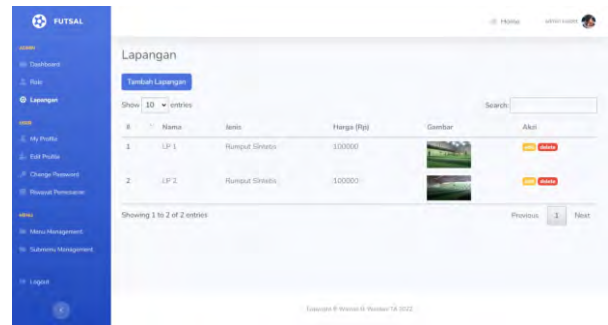 FUTSAL
Home
ADMIN
Dashboard
Role
Lapangan
USER
My Profile
Edit Profile
Change Password
Riwayat Pemesanan
MENU
Menu Management
Submenu Management
Logout
Lapangan
Tambah Lapangan
Show 10 entries
Search:
# Nama Jenis Harga (Rp) Gambar Aksi
1 LP 1 Rumput Sintetis 100000 edit delete
2 LP 2 Rumput Sintetis 100000 edit delete
Showing 1 to 2 of 2 entries
Previous 1 Next